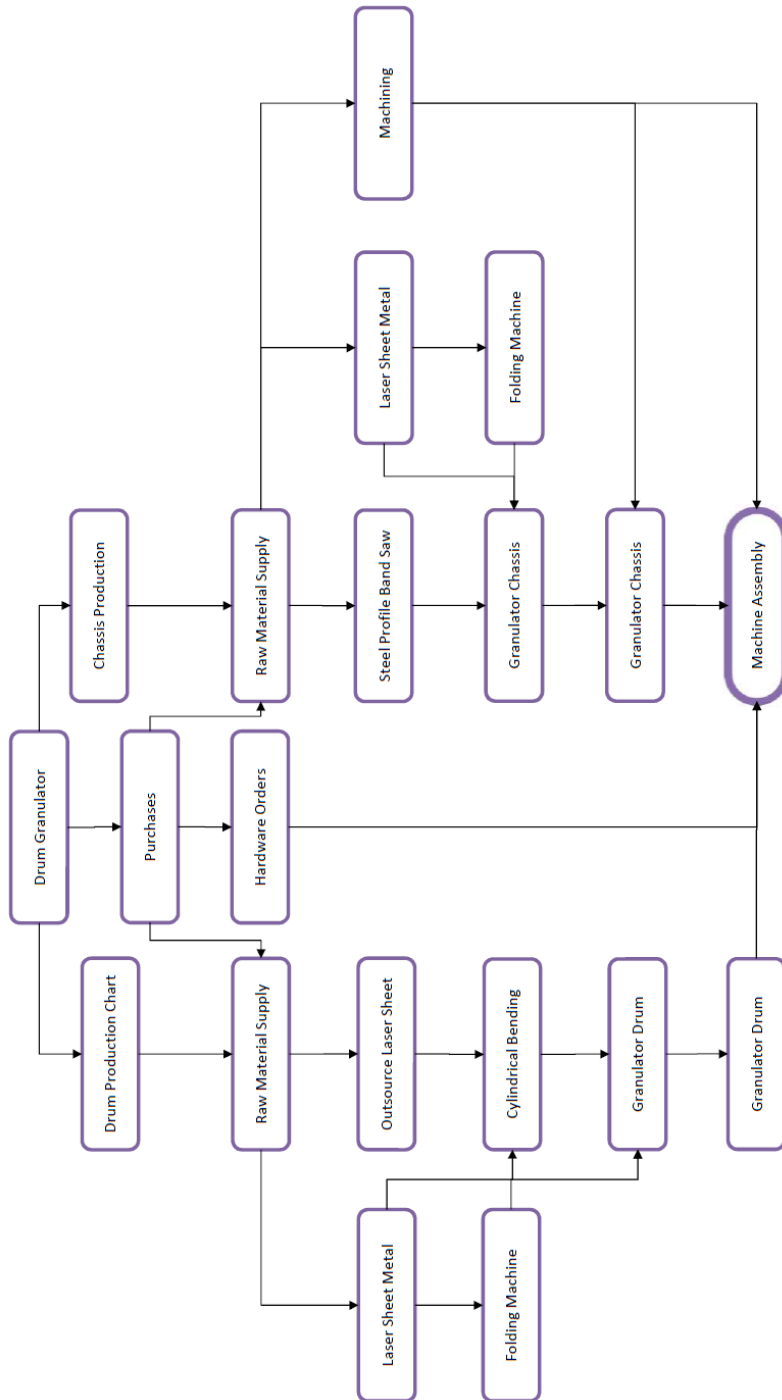 Drum Granulator
Drum Production Chart
Chassis Production
Purchases
Raw Material Supply
Hardware Orders
Raw Material Supply
Laser Sheet Metal
Outsource Laser Sheet
Steel Profile Band Saw
Laser Sheet Metal
Machining
Folding Machine
Cylindrical Bending
Granulator Chassis
Folding Machine
Granulator Drum
Granulator Chassis
Granulator Drum
Machine Assembly